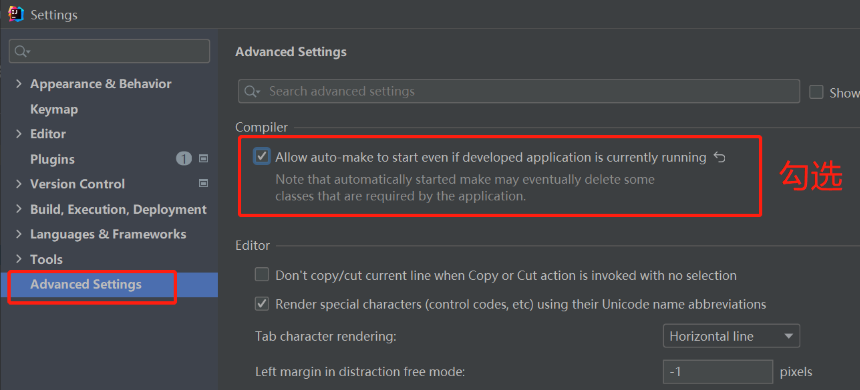 Settings
Appearance & Behavior
Keymap
Editor
Plugins 1
Version Control
Build, Execution, Deployment
Languages & Frameworks
Tools
Advanced Settings
Advanced Settings
Search advanced settings
Show
Compiler
Allow auto-make to start even if developed application is currently running
Note that automatically started make may eventually delete some
classes that are required by the application.
勾选
Editor
Don't copy/cut current line when Copy or Cut action is invoked with no selection
Render special characters (control codes, etc) using their Unicode name abbreviations
Tab character rendering: Horizontal line
Left margin in distraction free mode: -1 pixels